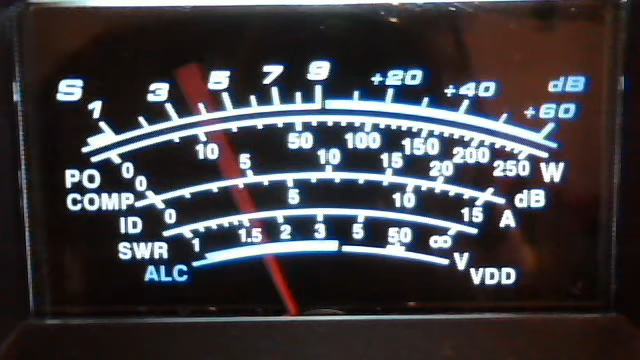 S 1 3 5 7 9 +20 +40 +60 dB
PO 0 10 50 100 150 200 250 W
COMP 0 5 10 15 20 dB
ID 0 5 10 15 A
SWR 1 1.5 2 3 5 50 ∞
ALC V VDD